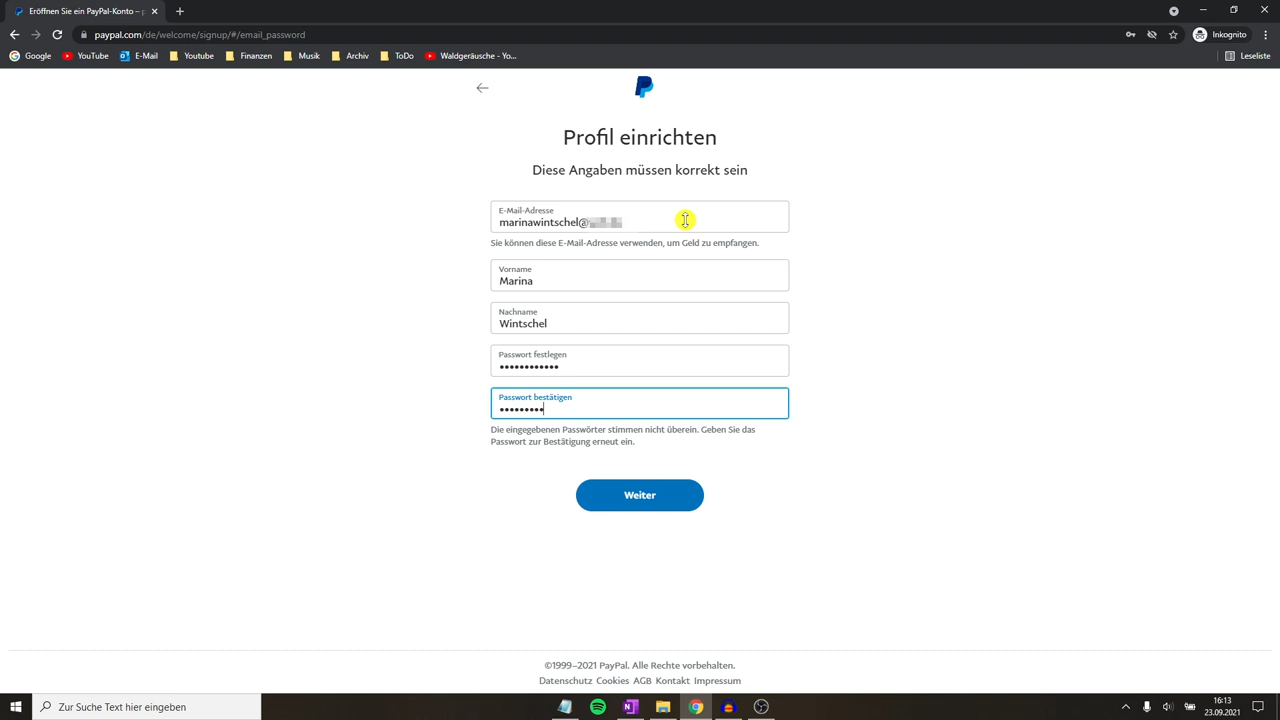 Eröffnen Sie ein PayPal-Konto –
paypal.com/de/welcome/signup/#/email_password
Inkognito
Google YouTube E-Mail Youtube Finanzen Musik Archiv ToDo Waldgeräusche - Yo... Leseliste
Profil einrichten
Diese Angaben müssen korrekt sein
E-Mail-Adresse
marinawintschel@
Sie können diese E-Mail-Adresse verwenden, um Geld zu empfangen.
Vorname
Marina
Nachname
Wintschel
Passwort festlegen
••••••••••••
Passwort bestätigen
•••••••••
Die eingegebenen Passwörter stimmen nicht überein. Geben Sie das
Passwort zur Bestätigung erneut ein.
Weiter
©1999–2021 PayPal. Alle Rechte vorbehalten.
Datenschutz Cookies AGB Kontakt Impressum
Zur Suche Text hier eingeben
16:13
23.09.2021